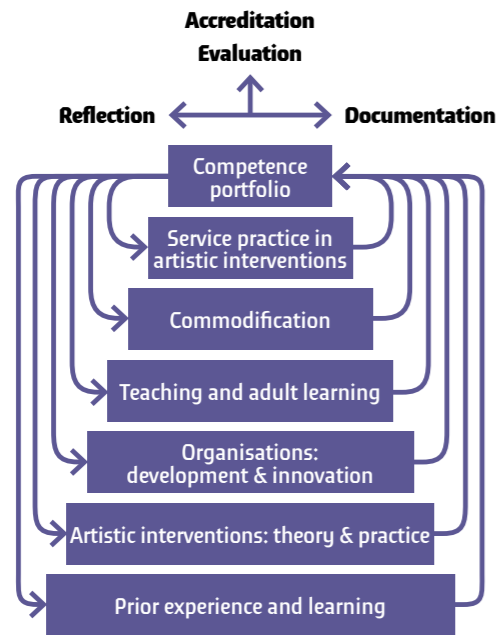 Accreditation
Evaluation
Reflection
Documentation
Competence
portfolio
Service practice in
artistic interventions
Commodification
Teaching and adult learning
Organisations:
development & innovation
Artistic interventions: theory & practice
Prior experience and learning